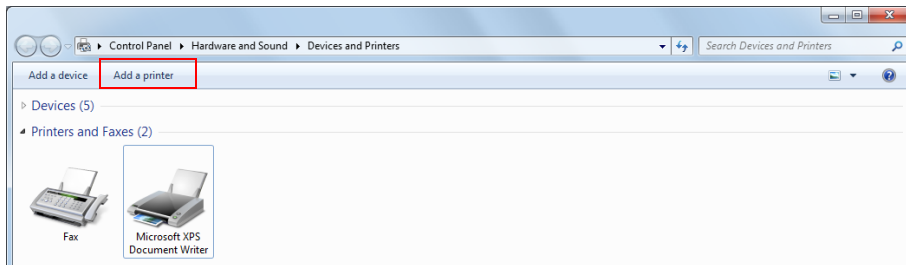 Control Panel Hardware and Sound Devices and Printers Search Devices and Printers
Add a device Add a printer
Devices (5)
Printers and Faxes (2)
Fax Microsoft XPS
Document Writer